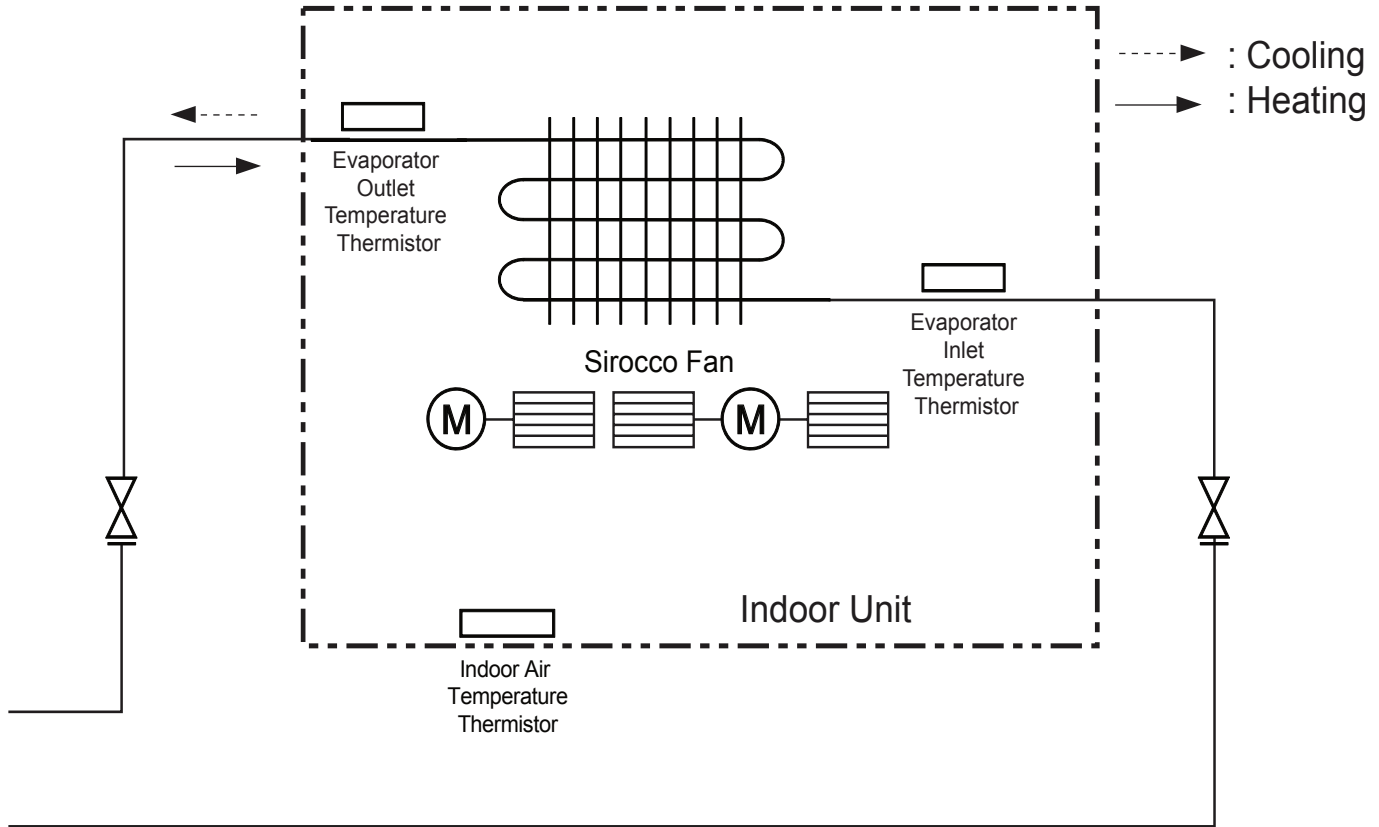 : Cooling
: Heating
Evaporator
Outlet
Temperature
Thermistor
Evaporator
Inlet
Temperature
Thermistor
Sirocco Fan
M
M
Indoor Unit
Indoor Air
Temperature
Thermistor